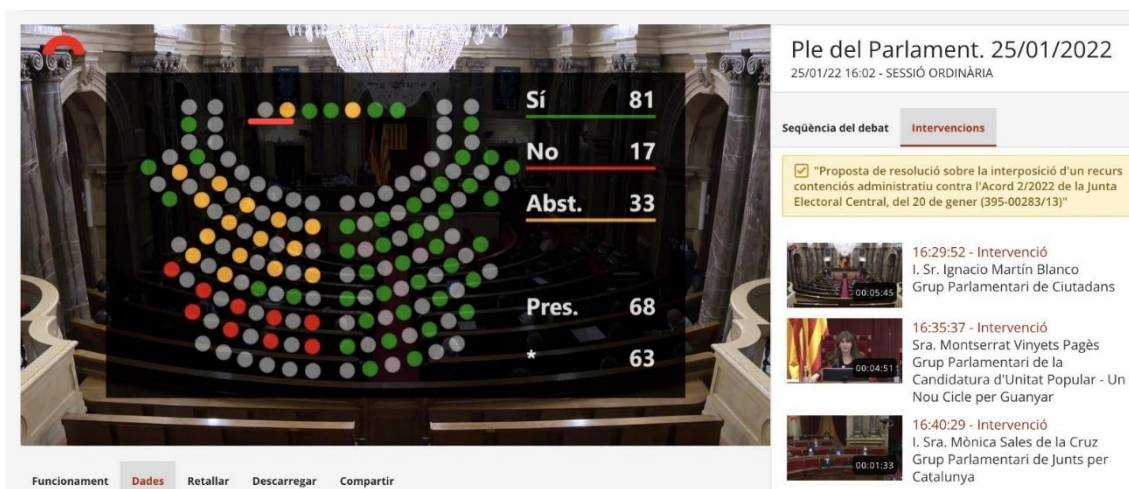 Sí 81
No 17
Abst. 33
Pres. 68
* 63
Funcionament Dades Retallar Descarregar Compartir
Ple del Parlament. 25/01/2022
25/01/22 16:02 - SESSIÓ ORDINÀRIA
Seqüència del debat Intervencions
"Proposta de resolució sobre la interposició d'un recurs
contenciós administratiu contra l'Acord 2/2022 de la Junta
Electoral Central, del 20 de gener (395-00283/13)"
00:05:45
16:29:52 - Intervenció
I. Sr. Ignacio Martín Blanco
Grup Parlamentari de Ciutadans
00:04:51
16:35:37 - Intervenció
Sra. Montserrat Vinyets Pagès
Grup Parlamentari de la
Candidatura d'Unitat Popular - Un
Nou Cicle per Guanyar
00:01:33
16:40:29 - Intervenció
I. Sra. Mònica Sales de la Cruz
Grup Parlamentari de Junts per
Catalunya